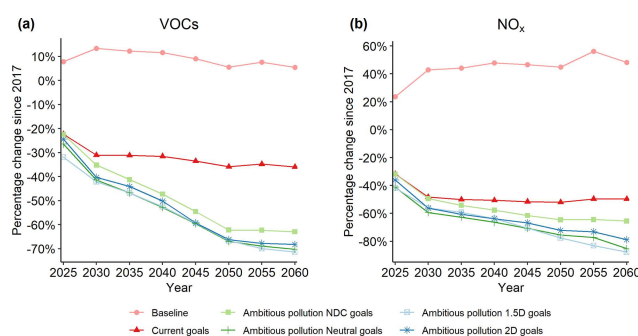 (a) VOCs
Percentage change since 2017
10%
0%
-10%
-20%
-30%
-40%
-50%
-60%
-70%
2025 2030 2035 2040 2045 2050 2055 2060
Year
(b) NOx
Percentage change since 2017
60%
40%
20%
0%
-20%
-40%
-60%
-80%
2025 2030 2035 2040 2045 2050 2055 2060
Year
Baseline Ambitious pollution NDC goals Ambitious pollution 1.5D goals
Current goals Ambitious pollution Neutral goals Ambitious pollution 2D goals